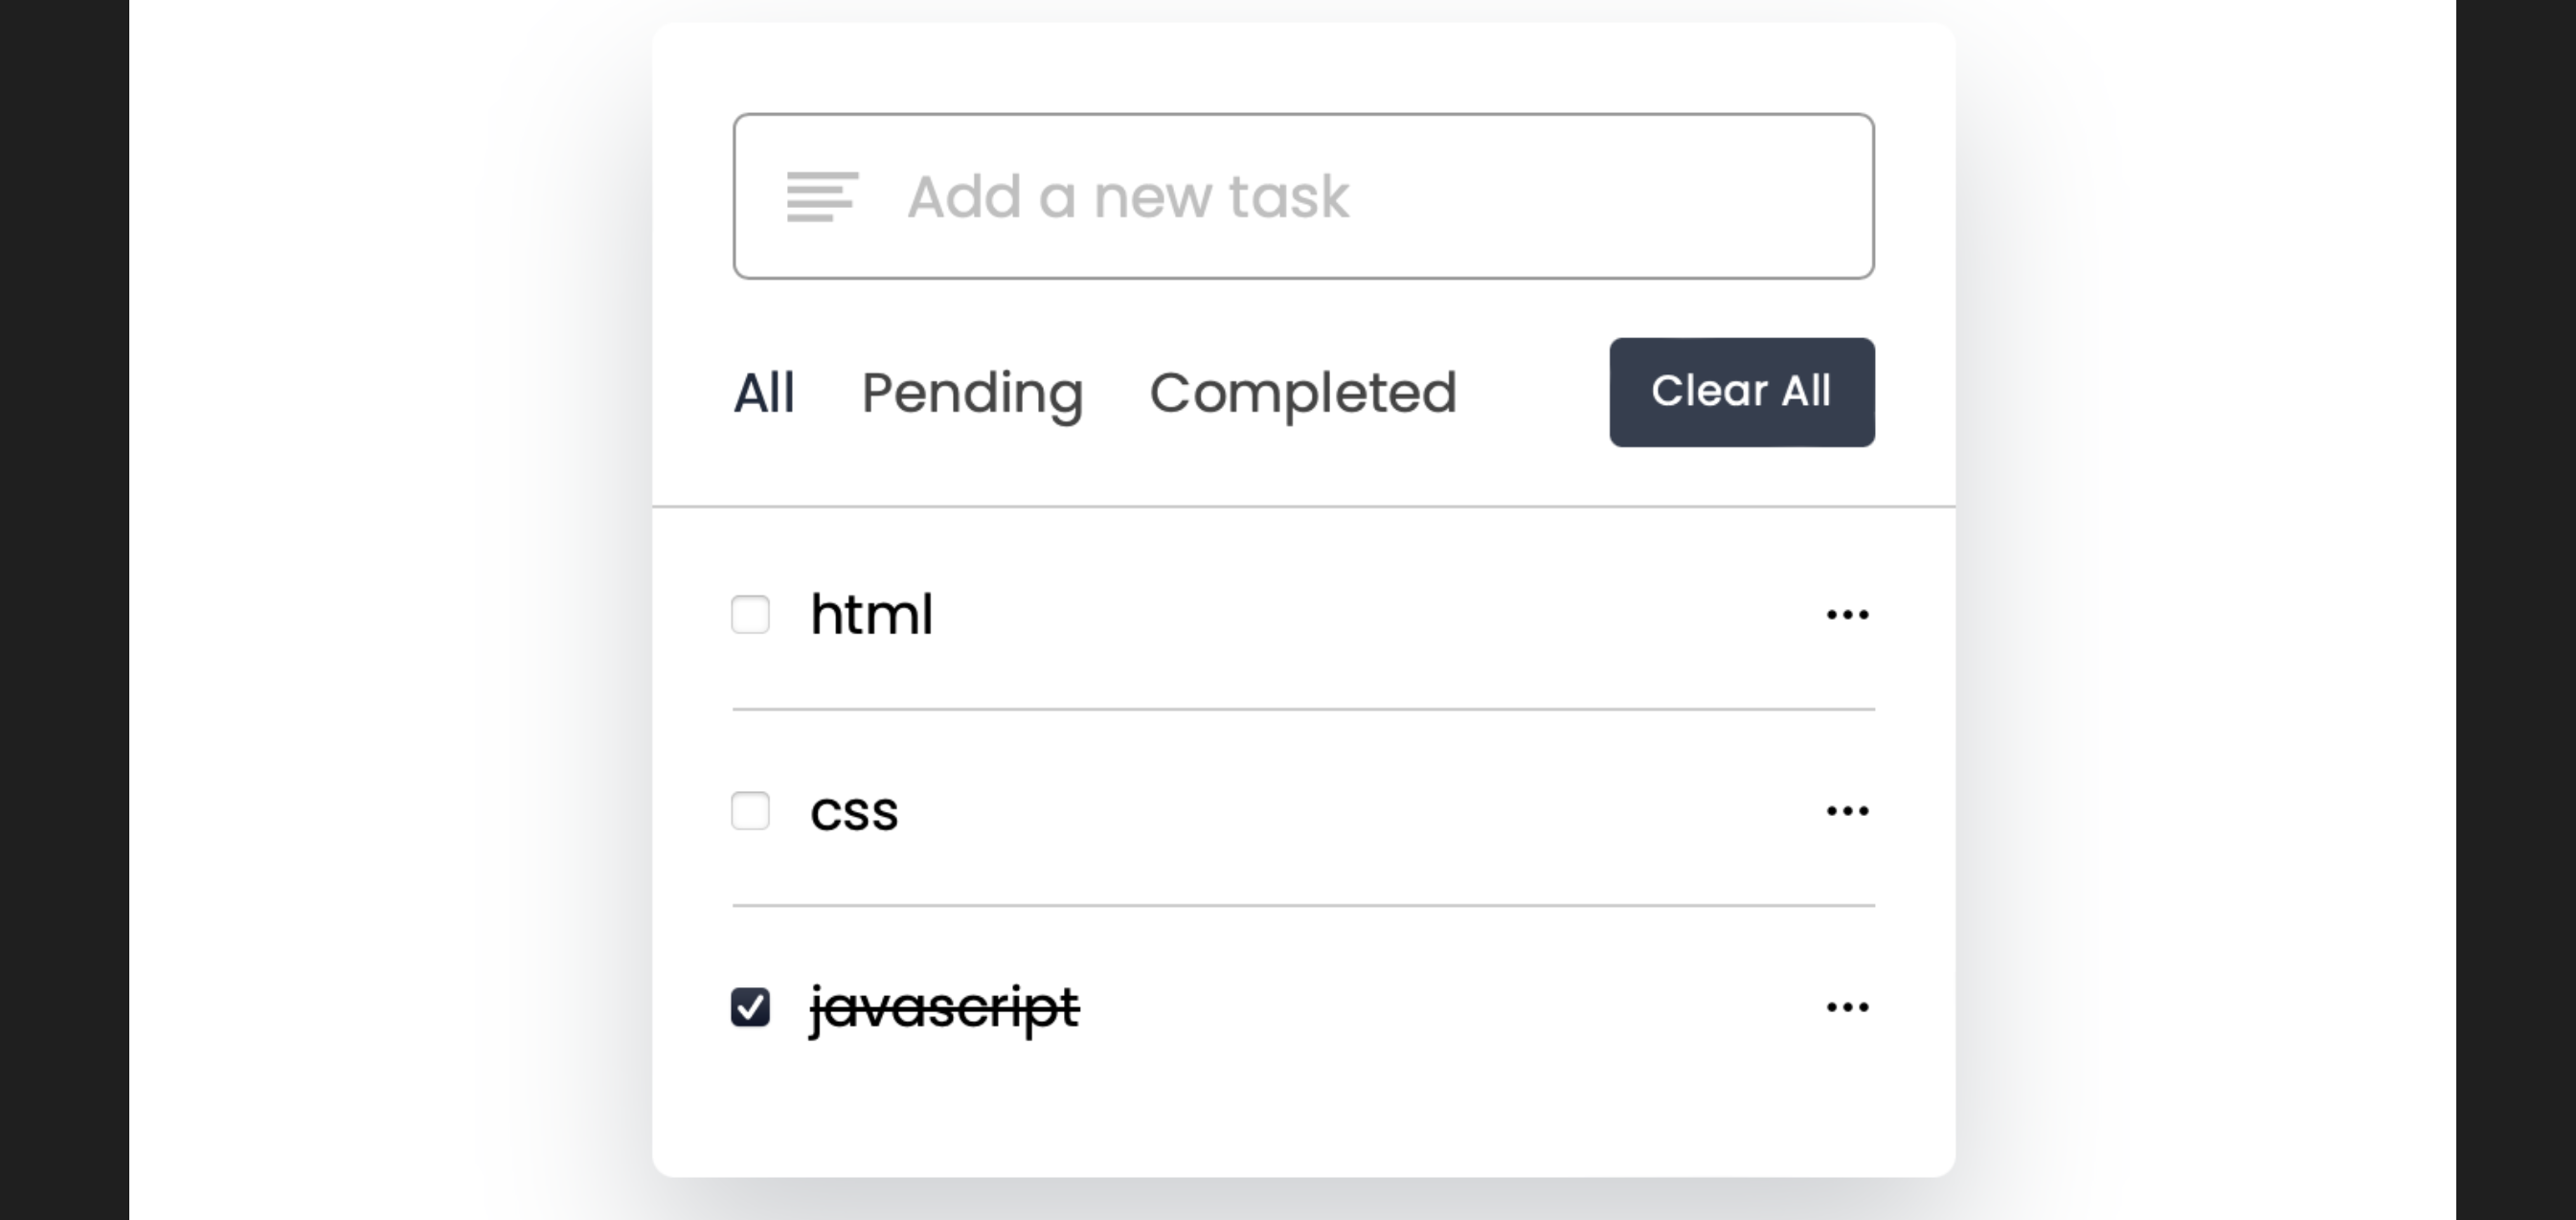 Add a new task
All Pending Completed Clear All
html
css
javascript